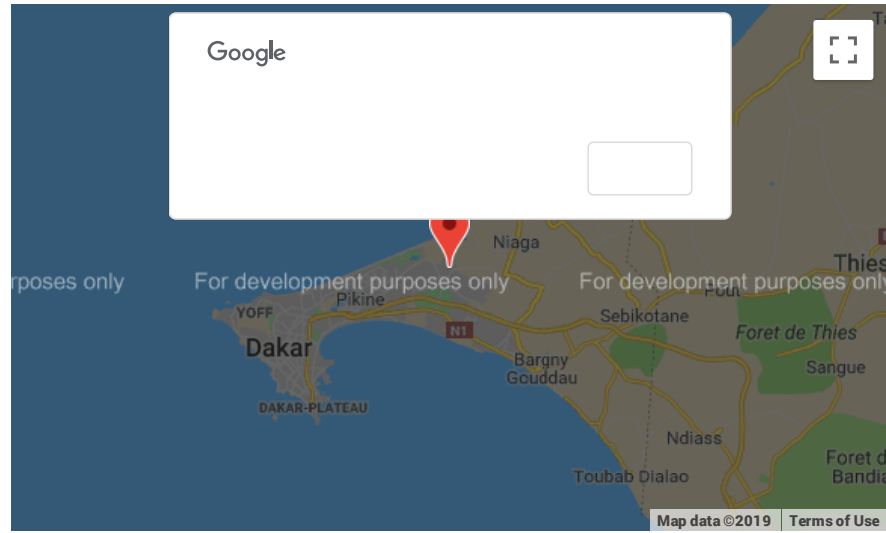 Google
Niaga
Thies
rposes only
For development purposes only
For development purposes only
Pout
Pikine
YOFF
Sebikotane
N1
Foret de Thies
Dakar
Bargny
Gouddau
Sangue
DAKAR-PLATEAU
Ndiass
Foret d
Bandia
Toubab Dialao
Map data ©2019
Terms of Use